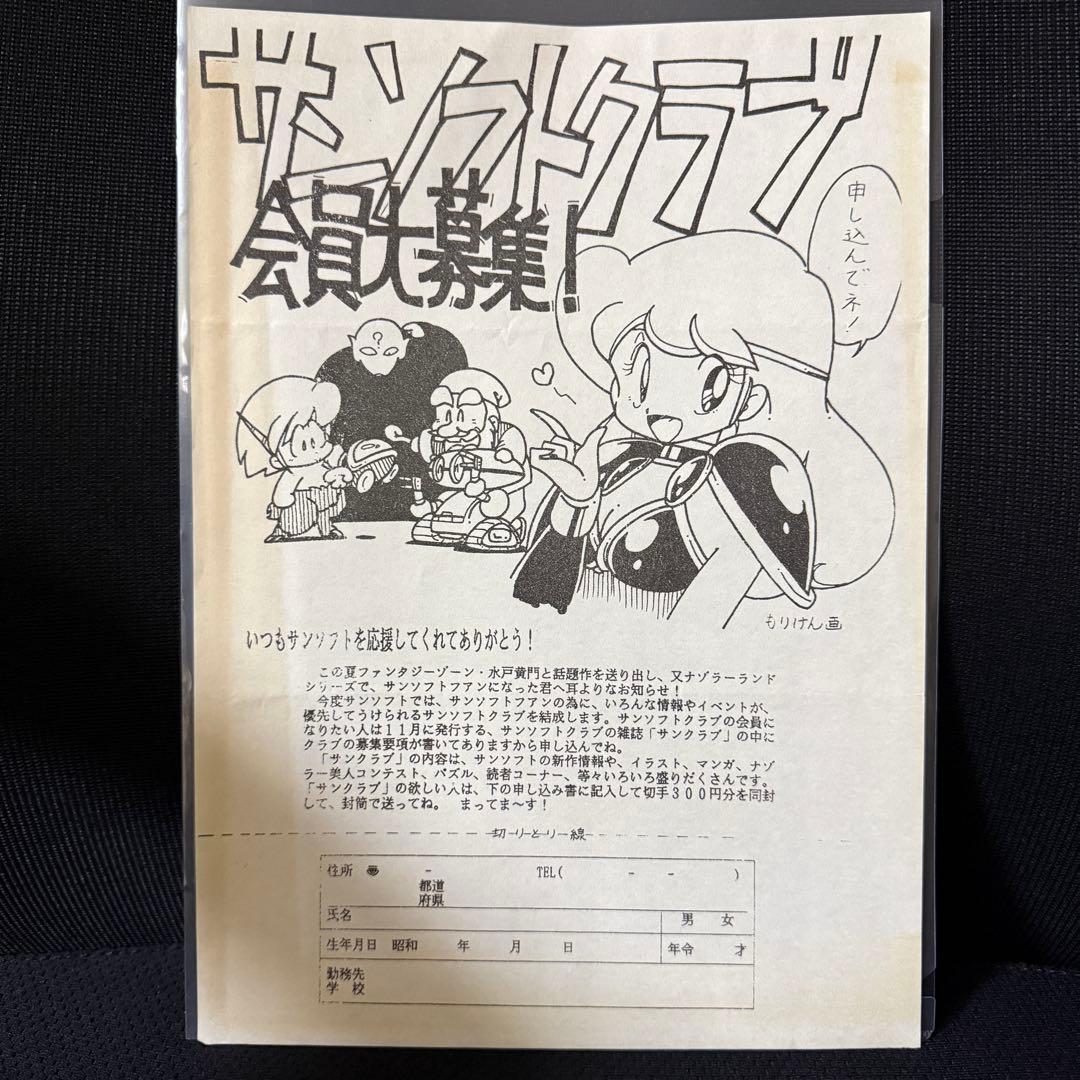 サンソフトクラブ
会員大募集!
申し込んでネ!
もりけん画
いつもサンソフトを応援してくれてありがとう!
この夏ファンタジーゾーン・水戸黄門と話題作を送り出し、又ナゾラーランド
シリーズで、サンソフトフアンになった君へ耳よりなお知らせ!
今度サンソフトでは、サンソフトフアンの為に、いろんな情報やイベントが、
優先してうけられるサンソフトクラブを結成します。サンソフトクラブの会員に
なりたい人は11月に発行する、サンソフトクラブの雑誌「サンクラブ」の中に
クラブの募集要項が書いてありますから申し込んでね。
「サンクラブ」の内容は、サンソフトの新作情報や、イラスト、マンガ、ナゾ
ラー美人コンテスト、パズル、読者コーナー、等々いろいろ盛りだくさんです。
「サンクラブ」の欲しい人は、下の申し込み書に記入して切手300円分を同封
して、封筒で送ってね。 まってま〜す!
切りとり線
住所 - TEL( - - )
都道
府県
氏名 男 女
生年月日 昭和 年 月 日 年令 才
勤務先
学 校